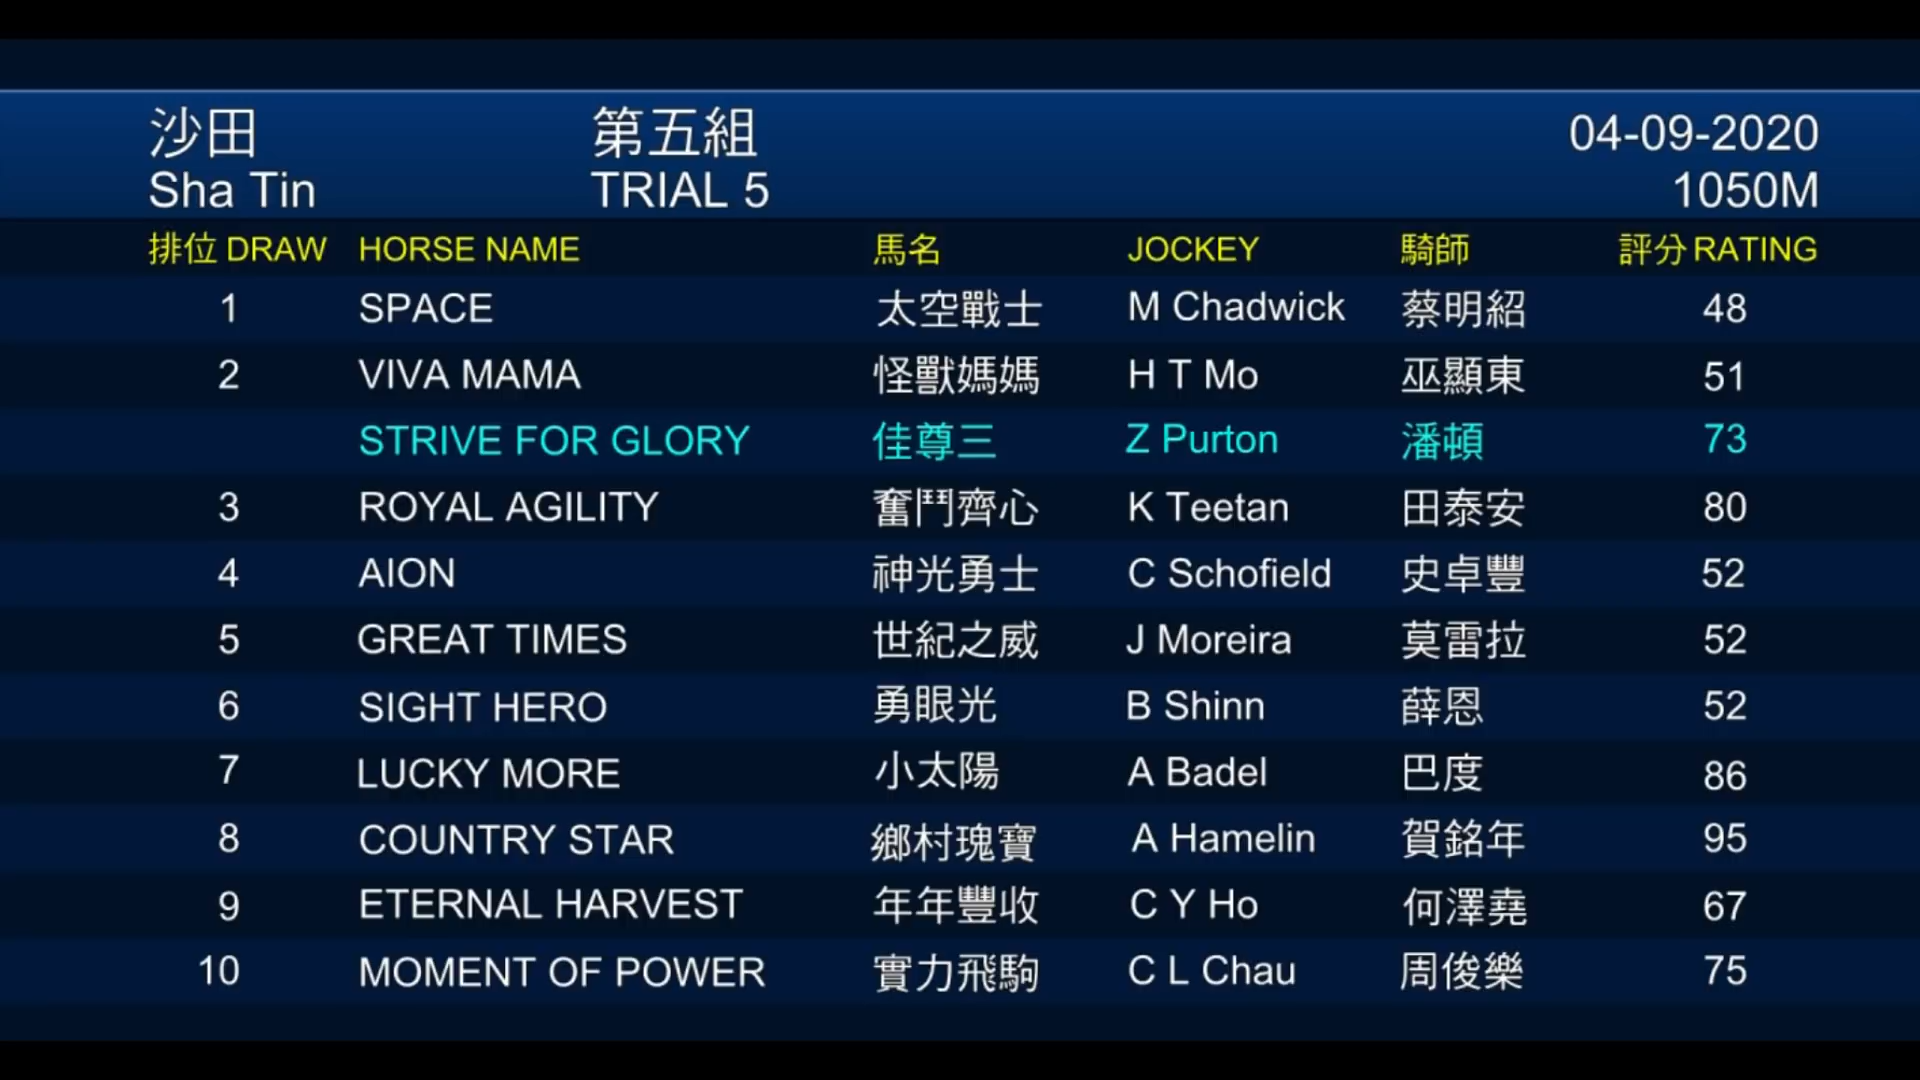 沙田 第五組 04-09-2020
Sha Tin TRIAL 5 1050M
排位 DRAW HORSE NAME 馬名 JOCKEY 騎師 評分 RATING
1 SPACE 太空戰士 M Chadwick 蔡明紹 48
2 VIVA MAMA 怪獸媽媽 H T Mo 巫顯東 51
STRIVE FOR GLORY 佳尊三 Z Purton 潘頓 73
3 ROYAL AGILITY 奮鬥齊心 K Teetan 田泰安 80
4 AION 神光勇士 C Schofield 史卓豐 52
5 GREAT TIMES 世紀之威 J Moreira 莫雷拉 52
6 SIGHT HERO 勇眼光 B Shinn 薛恩 52
7 LUCKY MORE 小太陽 A Badel 巴度 86
8 COUNTRY STAR 鄉村瑰寶 A Hamelin 賀銘年 95
9 ETERNAL HARVEST 年年豐收 C Y Ho 何澤堯 67
10 MOMENT OF POWER 實力飛駒 C L Chau 周俊樂 75